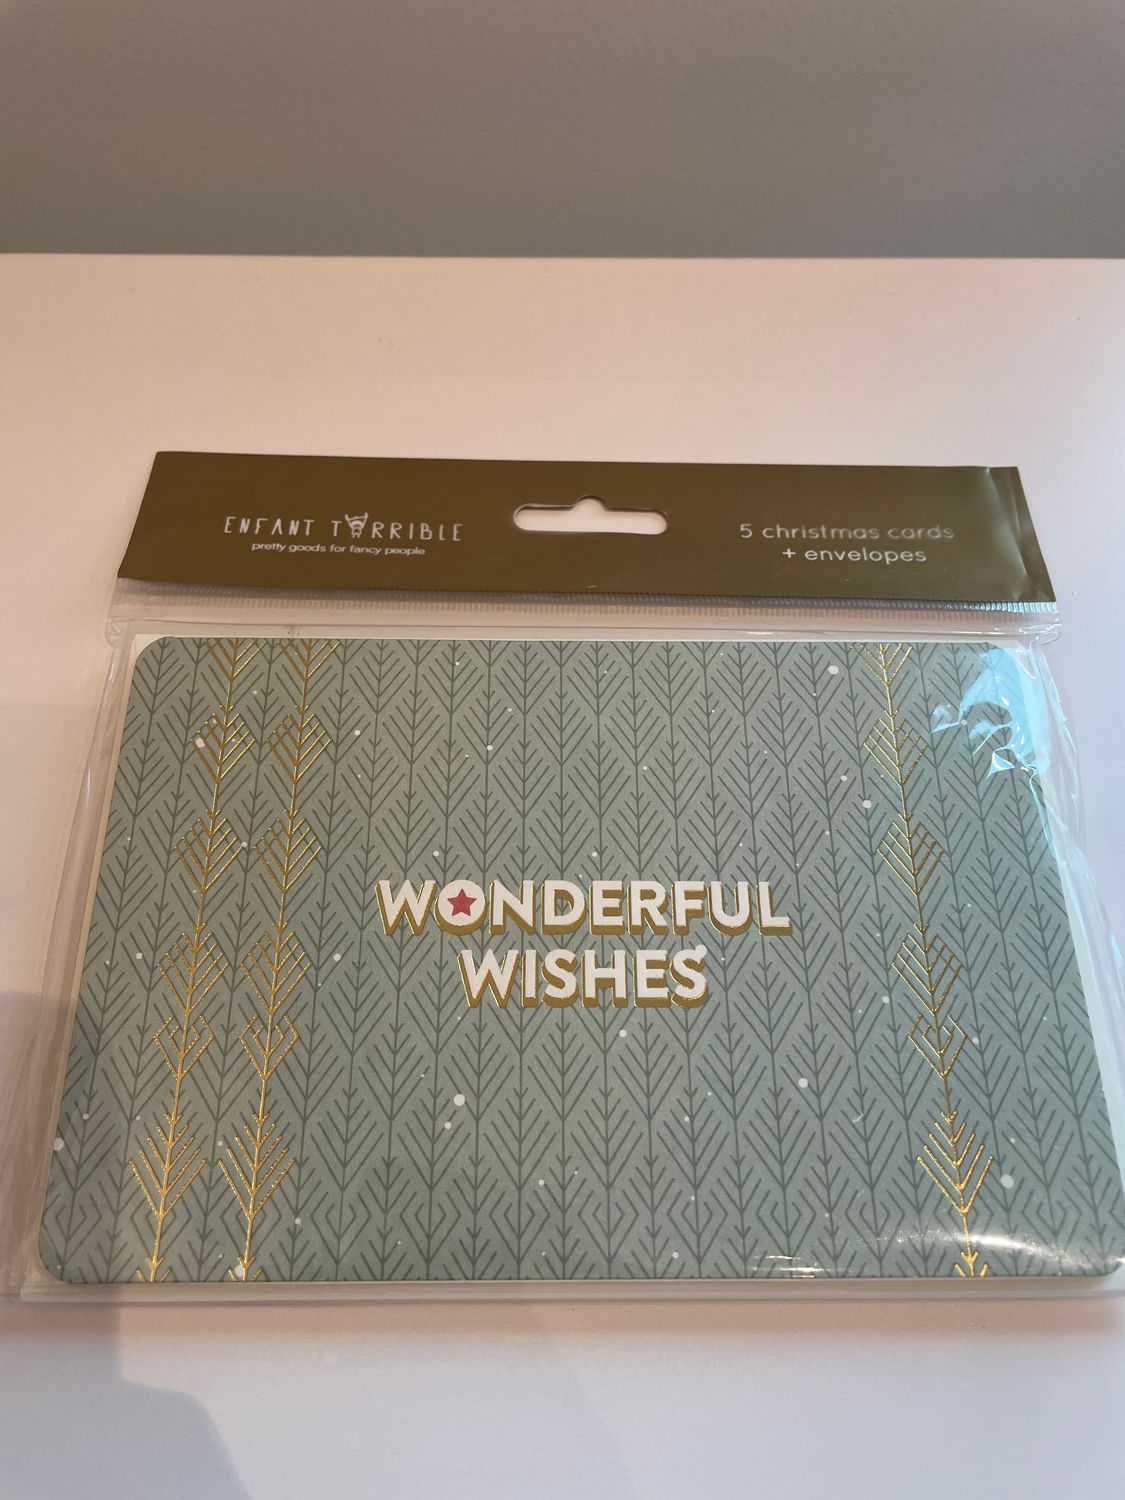 ENFANT TERRIBLE
pretty goods for fancy people
5 christmas cards
+ envelopes
WONDERFUL
WISHES